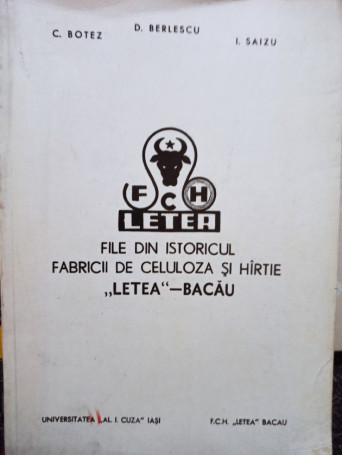 C. BOTEZ D. BERLESCU I. SAIZU
F C H
LETEA
FILE DIN ISTORICUL
FABRICII DE CELULOZA ȘI HÎRTIE
„LETEA“—BACĂU
UNIVERSITATEA „AL. I. CUZA“ IAȘI F.C.H. „LETEA“ BACAU